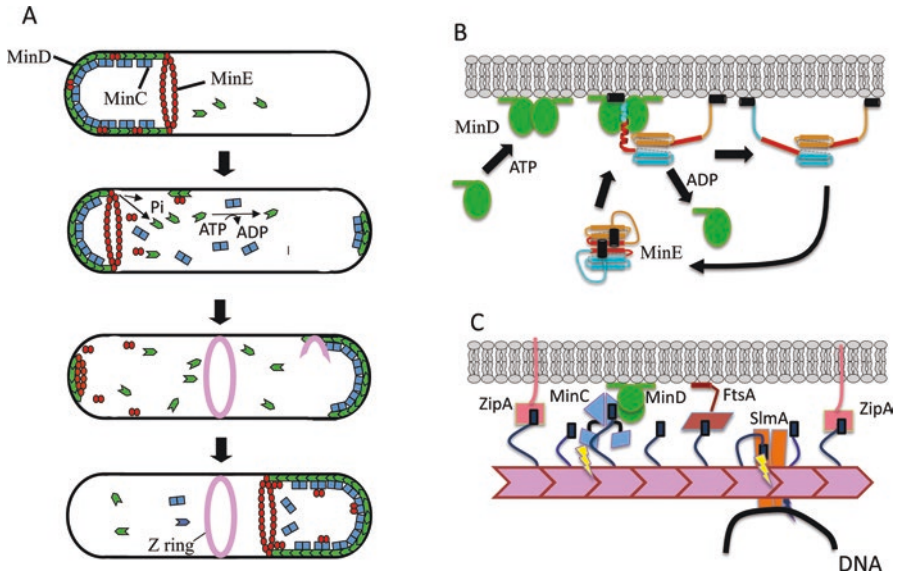 A
MinD
MinC
MinE
Pi
ATP
ADP
Z ring
B
MinD
ATP
ADP
MinE
C
ZipA
MinC
MinD
FtsA
SlmA
ZipA
DNA